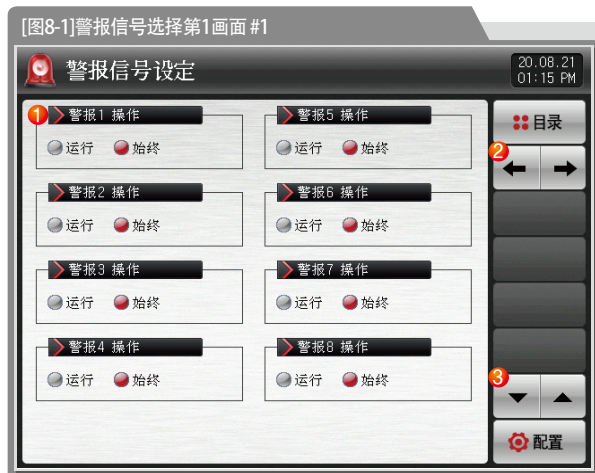 [图8-1]警报信号选择第1画面 #1
警报信号设定
20.08.21
01:15 PM
1
警报1 操作
运行 始终
警报5 操作
运行 始终
警报2 操作
运行 始终
警报6 操作
运行 始终
警报3 操作
运行 始终
警报7 操作
运行 始终
警报4 操作
运行 始终
警报8 操作
运行 始终
目录
2
3
配置